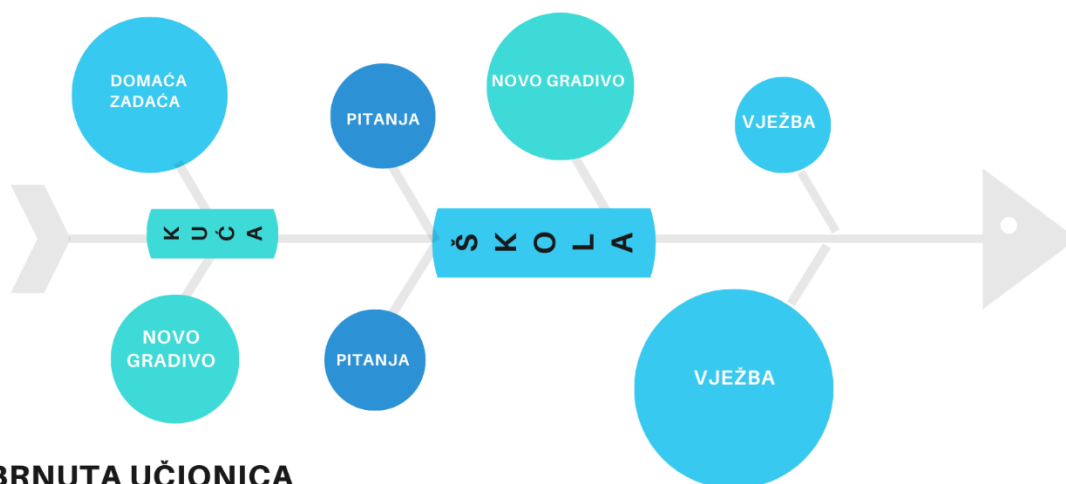 DOMAĆA
ZADAĆA
PITANJA
NOVO GRADIVO
VJEŽBA
KUĆA
ŠKOLA
NOVO
GRADIVO
PITANJA
VJEŽBA
BRNUTA UČIONICA